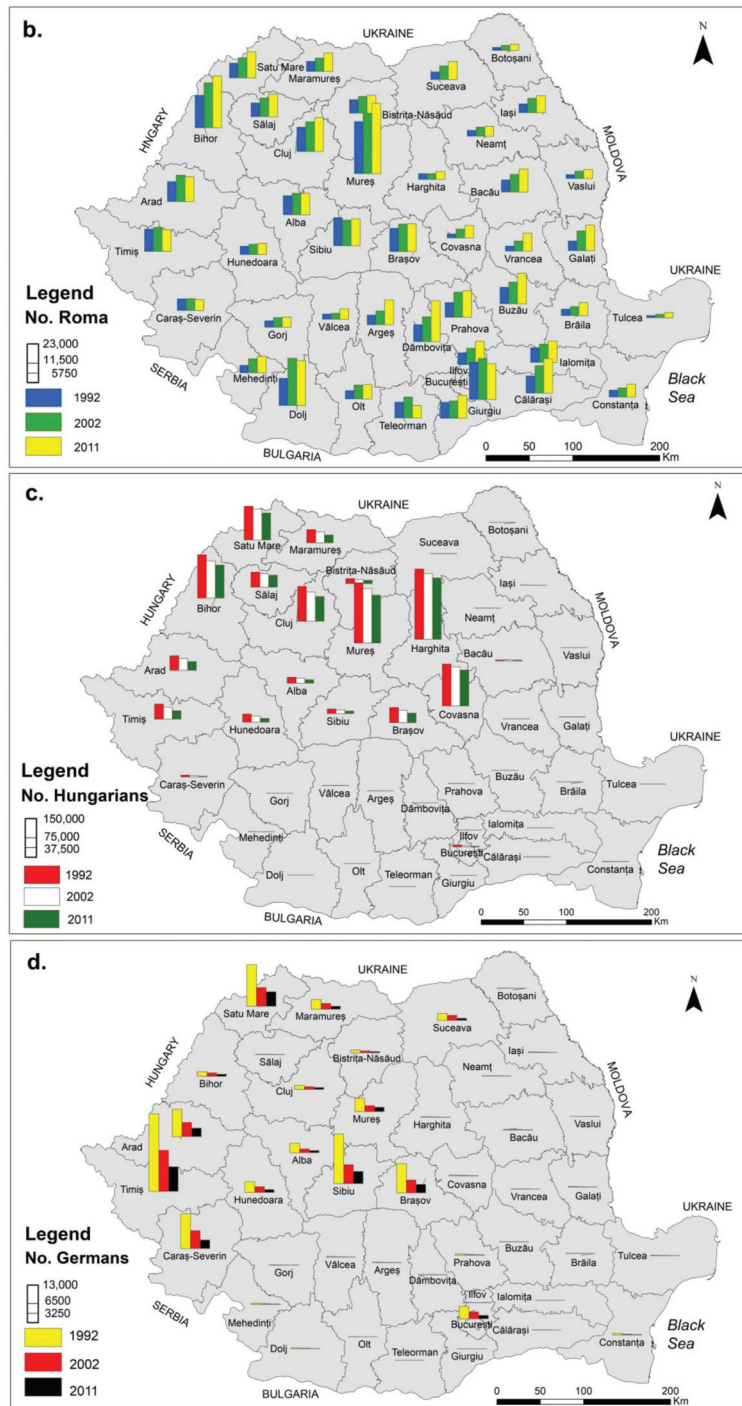 b.
UKRAINE
N
Botoșani
Satu Mare
Maramureș
Suceava
HNGARY
Bihor
Sălaj
Cluj
Bistrița-Năsăud
Iași
Neamț
MOLDOVA
Mureș
Harghita
Bacău
Vaslui
Arad
Alba
Timiș
Hunedoara
Sibiu
Brașov
Covasna
Vrancea
Galați
UKRAINE
Legend
No. Roma
23,000
11,500
5750
1992
2002
2011
Caraș-Severin
Gorj
Vâlcea
Argeș
Dâmbovița
Prahova
Buzău
Brăila
Tulcea
SERBIA
Mehedinți
Dolj
Olt
Teleorman
Ilfov
București
Giurgiu
Ialomița
Călărași
Constanța
Black
Sea
BULGARIA
0 50 100 200
Km
c.
UKRAINE
N
Botoșani
Satu Mare
Maramureș
Suceava
HUNGARY
Bihor
Sălaj
Cluj
Bistrița-Năsăud
Iași
Neamț
MOLDOVA
Mureș
Harghita
Bacău
Vaslui
Arad
Alba
Timiș
Hunedoara
Sibiu
Brașov
Covasna
Vrancea
Galați
UKRAINE
Legend
No. Hungarians
150,000
75,000
37,500
1992
2002
2011
Caraș-Severin
Gorj
Vâlcea
Argeș
Dâmbovița
Prahova
Buzău
Brăila
Tulcea
SERBIA
Mehedinți
Dolj
Olt
Teleorman
Ilfov
București
Giurgiu
Ialomița
Călărași
Constanța
Black
Sea
BULGARIA
0 50 100 200
Km
d.
UKRAINE
N
Botoșani
Satu Mare
Maramureș
Suceava
HUNGARY
Bihor
Sălaj
Cluj
Bistrița-Năsăud
Iași
Neamț
MOLDOVA
Mureș
Harghita
Bacău
Vaslui
Arad
Alba
Timiș
Hunedoara
Sibiu
Brașov
Covasna
Vrancea
Galați
UKRAINE
Legend
No. Germans
13,000
6500
3250
1992
2002
2011
Caraș-Severin
Gorj
Vâlcea
Argeș
Dâmbovița
Prahova
Buzău
Brăila
Tulcea
SERBIA
Mehedinți
Dolj
Olt
Teleorman
Ilfov
București
Giurgiu
Ialomița
Călărași
Constanța
Black
Sea
BULGARIA
0 50 100 200
Km